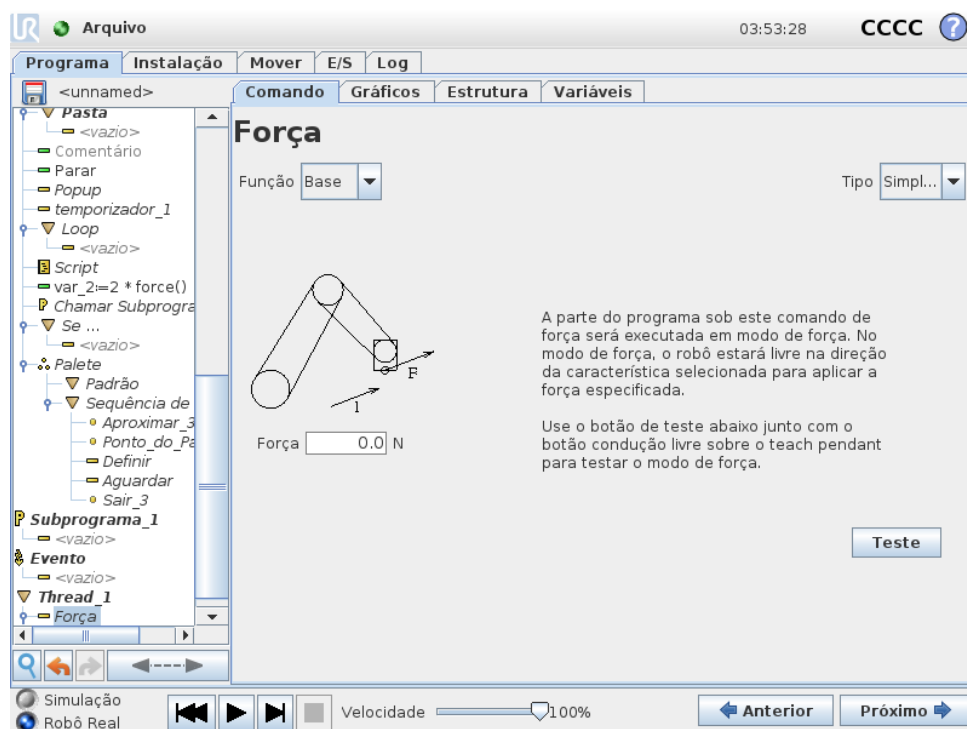 UR Arquivo 03:53:28 CCCC ?
Programa Instalação Mover E/S Log
<unnamed> Comando Gráficos Estrutura Variáveis
Pasta
<vazio>
Comentário
Parar
Popup
temporizador_1
Loop
<vazio>
Script
var_2:=2 * force()
P Chamar Subprogra
Se ...
<vazio>
Palete
Padrão
Sequência de
Aproximar_3
Ponto_do_Pa
Definir
Aguardar
Sair_3
P Subprograma_1
<vazio>
Evento
<vazio>
Thread_1
Força
Força
Função Base
Tipo Simpl...
F
1
Força 0.0 N
A parte do programa sob este comando de
força será executada em modo de força. No
modo de força, o robô estará livre na direção
da característica selecionada para aplicar a
força especificada.
Use o botão de teste abaixo junto com o
botão condução livre sobre o teach pendant
para testar o modo de força.
Teste
Simulação
Robô Real
Velocidade 100%
Anterior Próximo